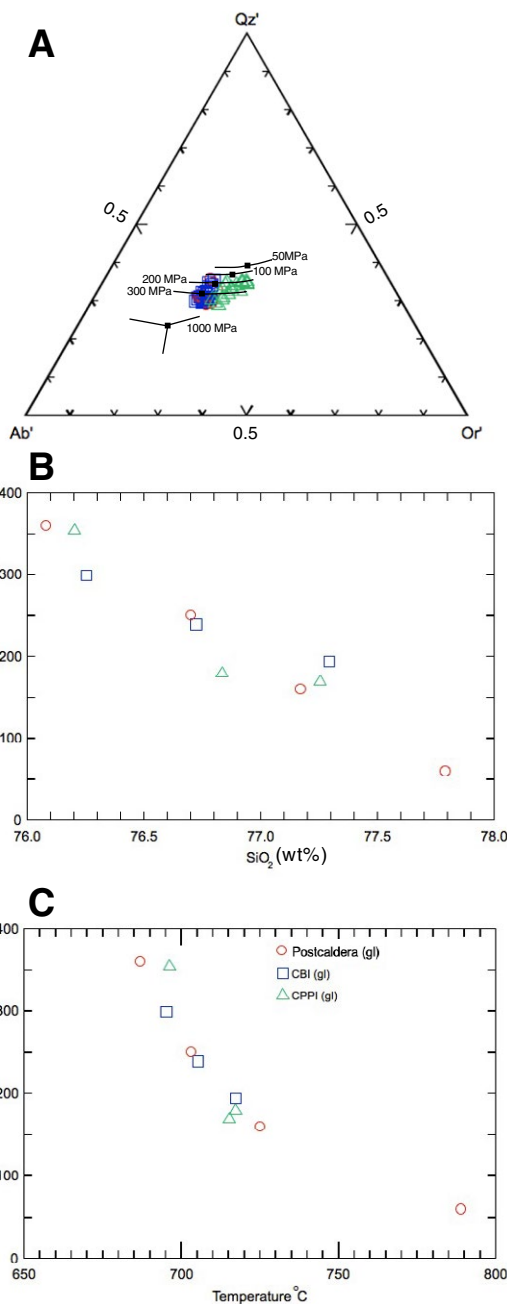 A
Qz'
0.5
0.5
50MPa
100 MPa
200 MPa
300 MPa
1000 MPa
Ab'
0.5
Or'
B
400
300
200
100
0
76.0
76.5
77.0
77.5
78.0
SiO2 (wt%)
C
Postcaldera (gl)
CBI (gl)
CPPI (gl)
400
300
200
100
0
650
700
750
800
Temperature °C